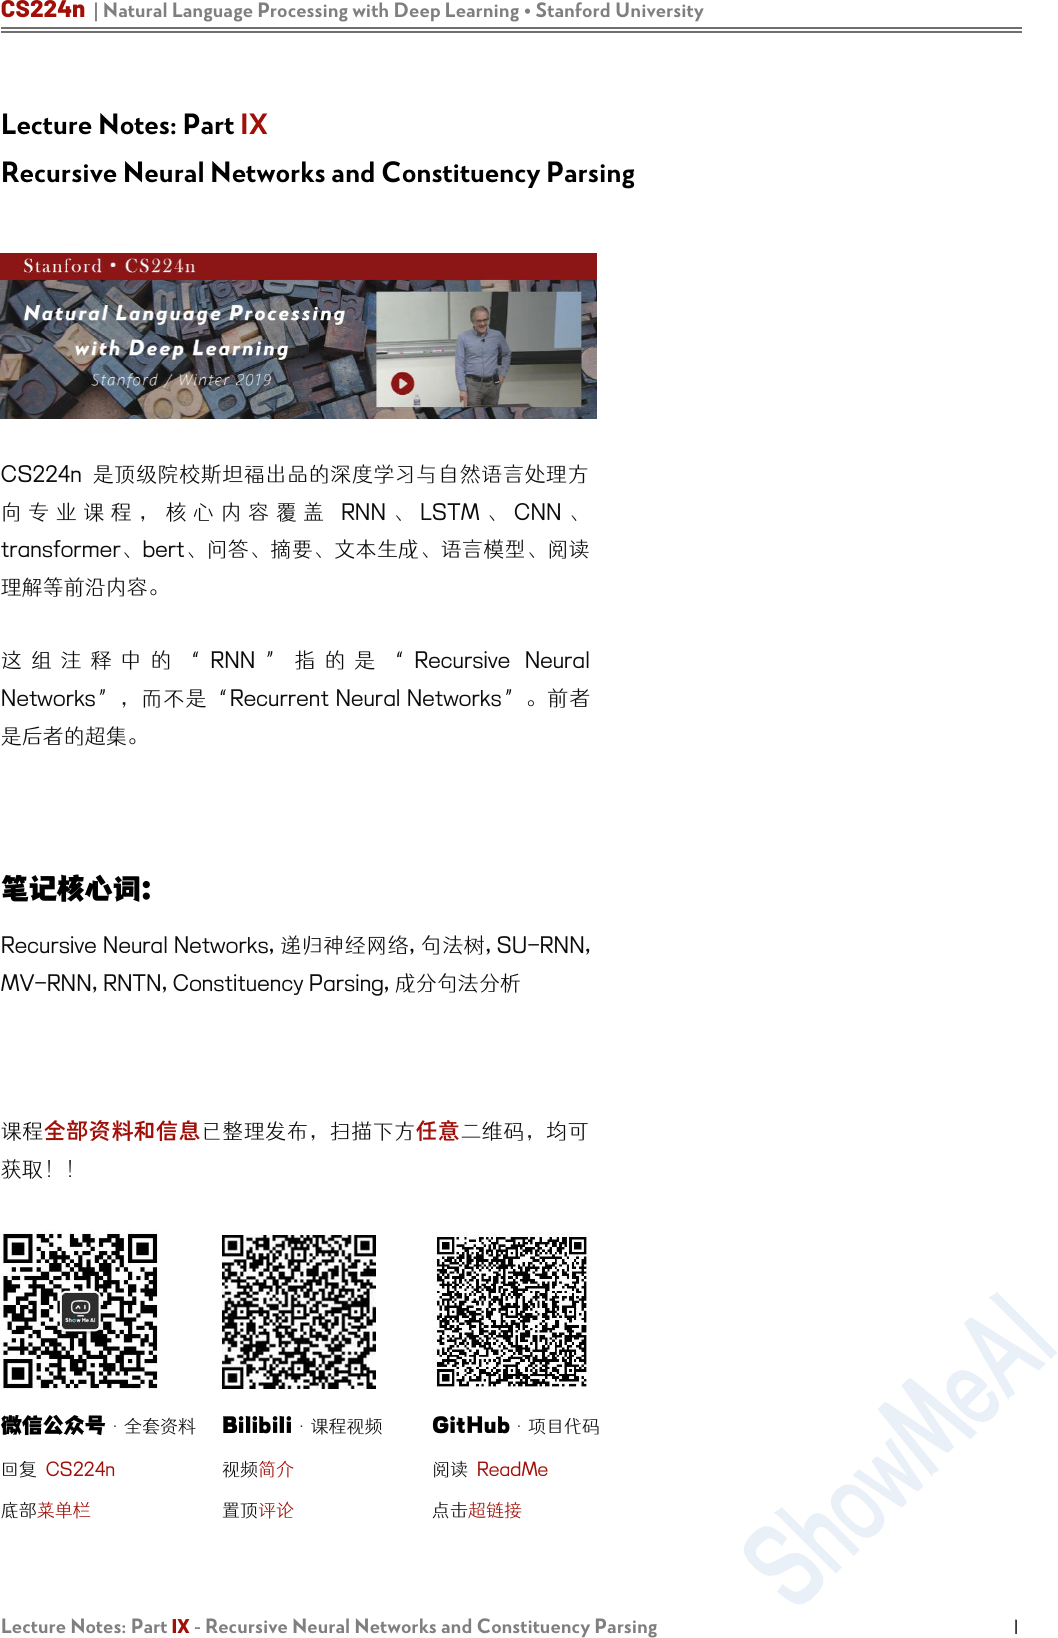 CS224n | Natural Language Processing with Deep Learning • Stanford University
Lecture Notes: Part IX
Recursive Neural Networks and Constituency Parsing
Stanford • CS224n
Natural Language Processing
with Deep Learning
Stanford / Winter 2019
CS224n 是顶级院校斯坦福出品的深度学习与自然语言处理方
向专业课程，核心内容覆盖 RNN、LSTM、CNN、
transformer、bert、问答、摘要、文本生成、语言模型、阅读
理解等前沿内容。
这组注释中的“RNN”指的是“Recursive Neural
Networks”，而不是“Recurrent Neural Networks”。前者
是后者的超集。
笔记核心词:
Recursive Neural Networks, 递归神经网络, 句法树, SU-RNN,
MV-RNN, RNTN, Constituency Parsing, 成分句法分析
课程全部资料和信息已整理发布，扫描下方任意二维码，均可
获取！！
Show Me AI
微信公众号 · 全套资料
回复 CS224n
底部菜单栏
Bilibili · 课程视频
视频简介
置顶评论
GitHub · 项目代码
阅读 ReadMe
点击超链接
ShowMeAI
Lecture Notes: Part IX - Recursive Neural Networks and Constituency Parsing 1